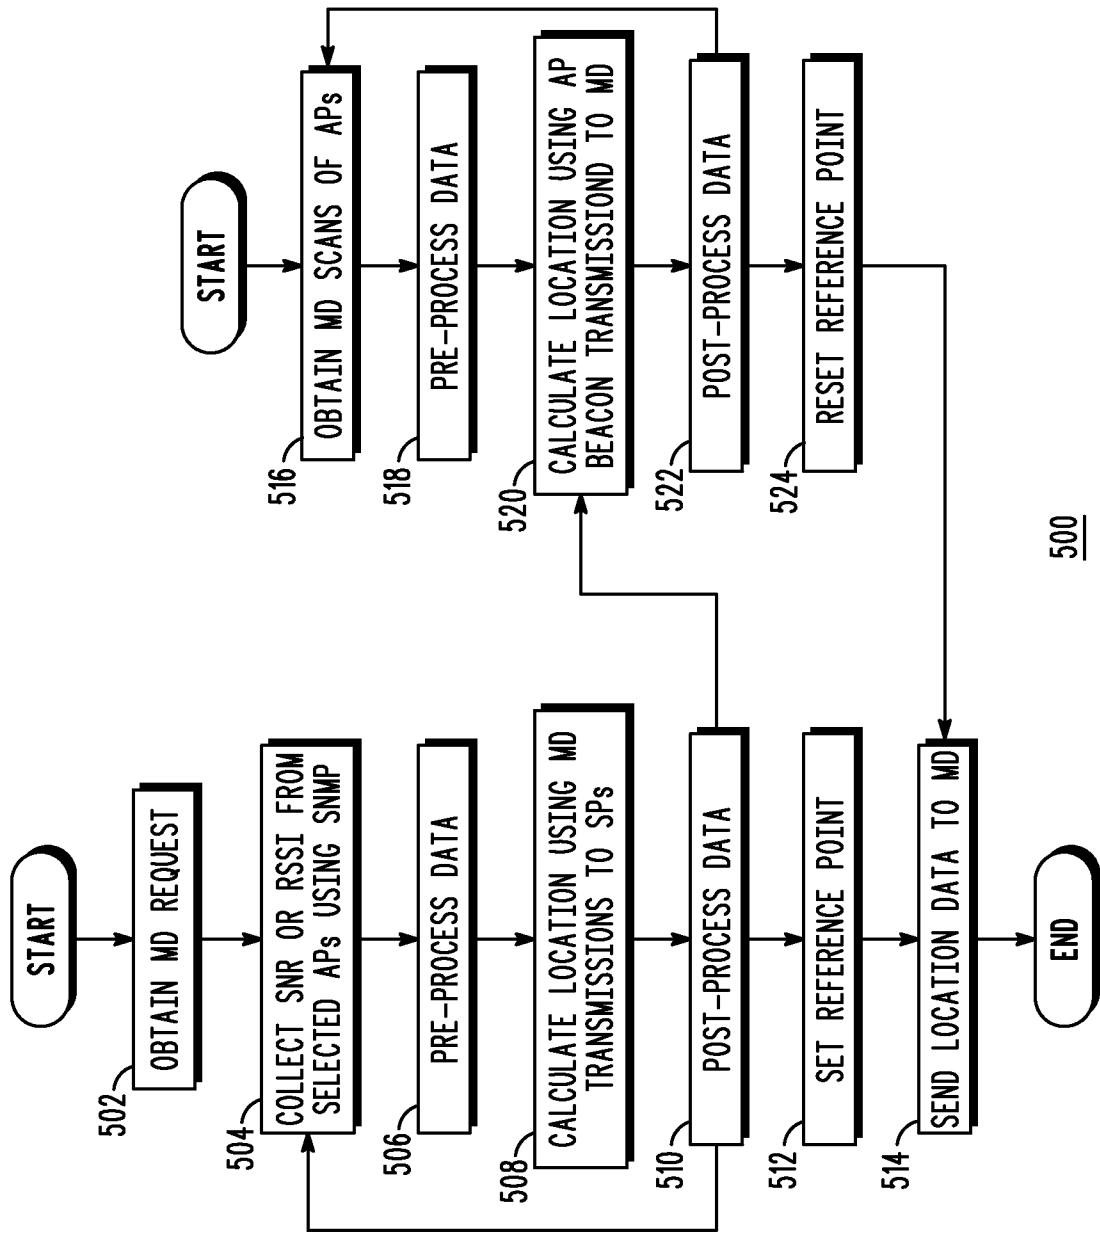 START
502
OBTAIN MD REQUEST
504
COLLECT SNR OR RSSI FROM
SELECTED APs USING SNMP
506
PRE-PROCESS DATA
508
CALCULATE LOCATION USING MD
TRANSMISSIONS TO SPs
510
POST-PROCESS DATA
512
SET REFERENCE POINT
514
SEND LOCATION DATA TO MD
END
START
516
OBTAIN MD SCANS OF APs
518
PRE-PROCESS DATA
520
CALCULATE LOCATION USING AP
BEACON TRANSMISSIOND TO MD
522
POST-PROCESS DATA
524
RESET REFERENCE POINT
500